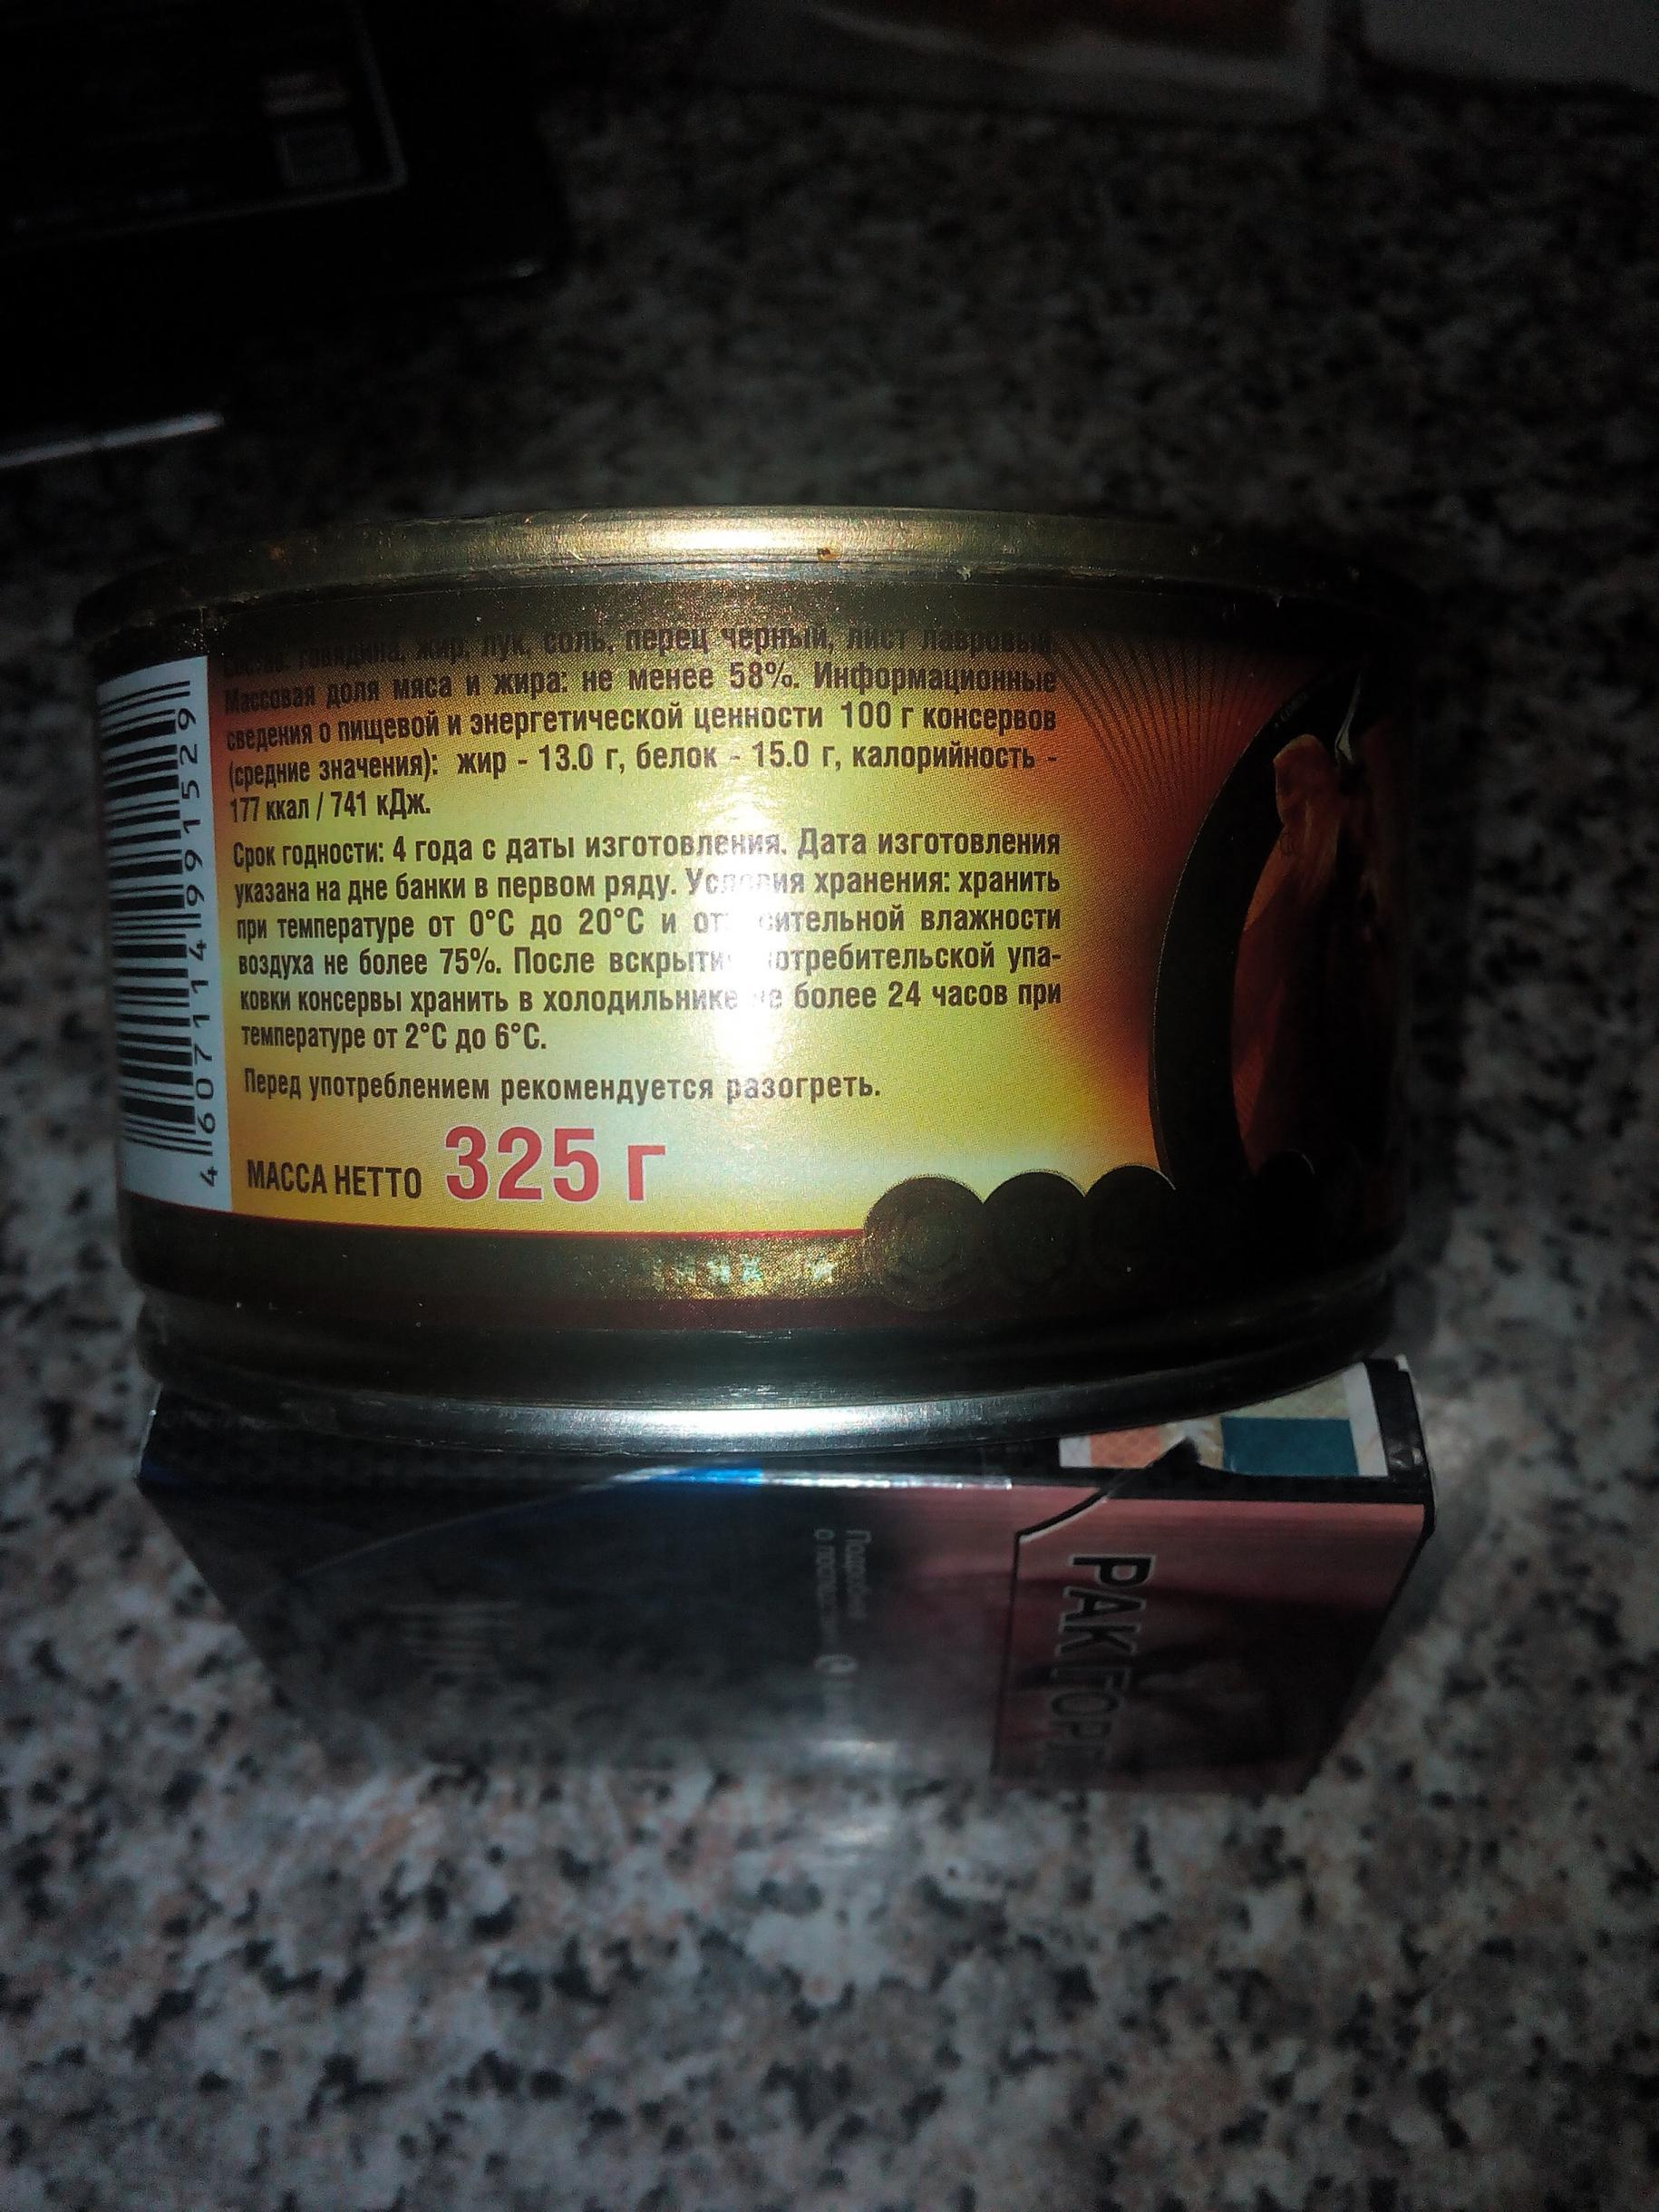 Состав: говядина, жир, лук, соль, перец черный, лист лавровый.
Массовая доля мяса и жира: не менее 58%. Информационные
сведения о пищевой и энергетической ценности 100 г консервов
(средние значения): жир - 13.0 г, белок - 15.0 г, калорийность -
177 ккал / 741 кДж.
Срок годности: 4 года с даты изготовления. Дата изготовления
указана на дне банки в первом ряду. Условия хранения: хранить
при температуре от 0°С до 20°С и относительной влажности
воздуха не более 75%. После вскрытия потребительской упа-
ковки консервы хранить в холодильнике не более 24 часов при
температуре от 2°С до 6°С.
Перед употреблением рекомендуется разогреть.
МАССА НЕТТО 325 г
4 607114 991529
РАК ГОРЛ
Подробнее